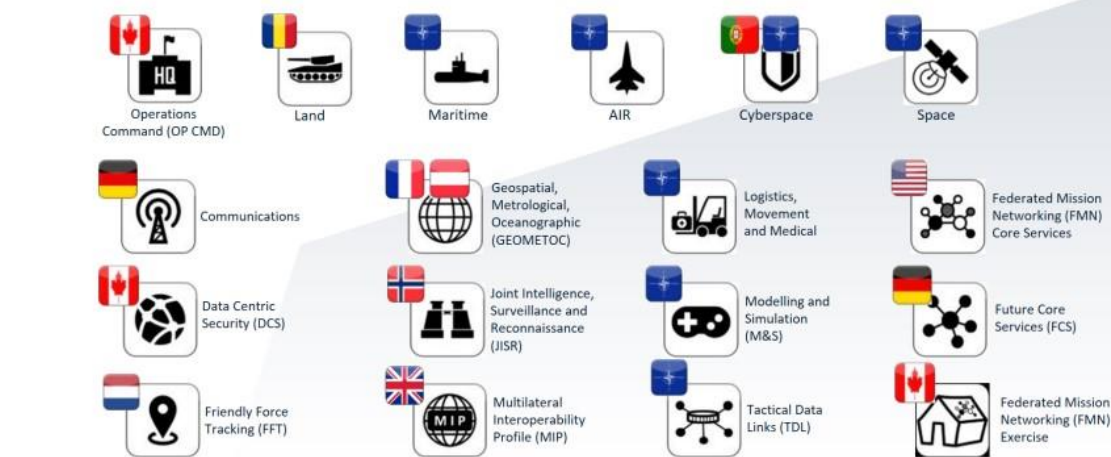 HQ
Operations
Command (OP CMD)
Land
Maritime
AIR
Cyberspace
Space
Communications
Geospatial,
Metrological,
Oceanographic
(GEOMETOC)
Logistics,
Movement
and Medical
Federated Mission
Networking (FMN)
Core Services
Data Centric
Security (DCS)
Joint Intelligence,
Surveillance and
Reconnaissance
(JISR)
Modelling and
Simulation
(M&S)
Future Core
Services (FCS)
Friendly Force
Tracking (FFT)
MIP
Multilateral
Interoperability
Profile (MIP)
Tactical Data
Links (TDL)
Federated Mission
Networking (FMN)
Exercise